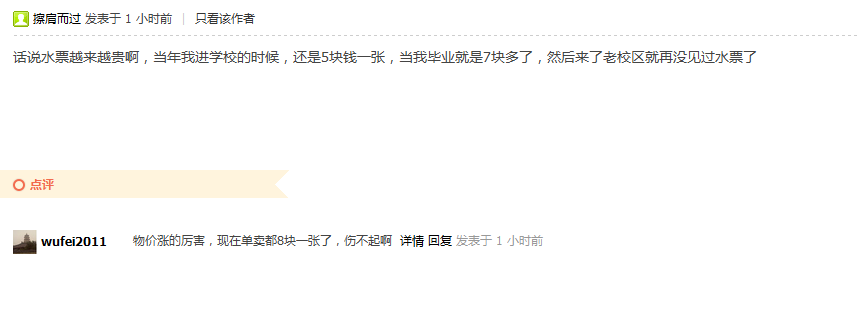 擦肩而过 发表于 1 小时前 | 只看该作者
话说水票越来越贵啊，当年我进学校的时候，还是5块钱一张，当我毕业就是7块多了，然后来了老校区就再没见过水票了
点评
wufei2011 物价涨的厉害，现在单卖都8块一张了，伤不起啊 详情 回复 发表于 1 小时前